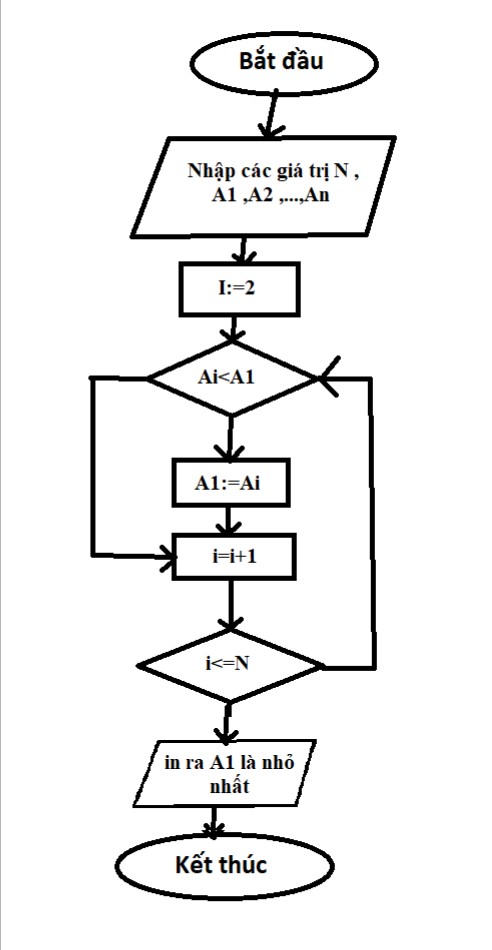 Bắt đầu
Nhập các giá trị N ,
A1 ,A2 ,...,An
I:=2
Ai<A1
A1:=Ai
i=i+1
i<=N
in ra A1 là nhỏ
nhất
Kết thúc